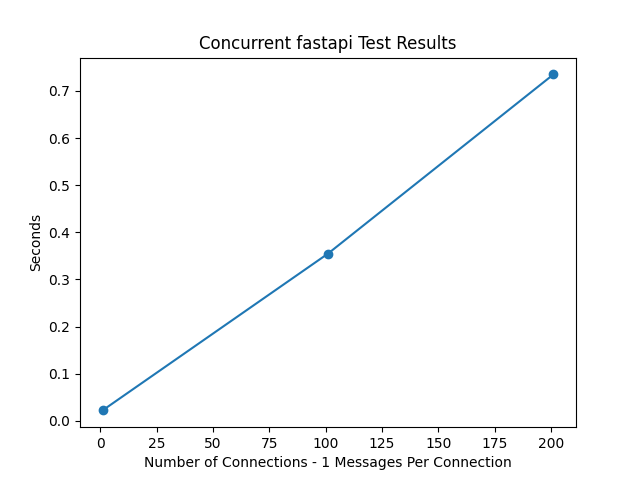 Concurrent fastapi Test Results
Seconds
0.7
0.6
0.5
0.4
0.3
0.2
0.1
0.0
0 25 50 75 100 125 150 175 200
Number of Connections - 1 Messages Per Connection